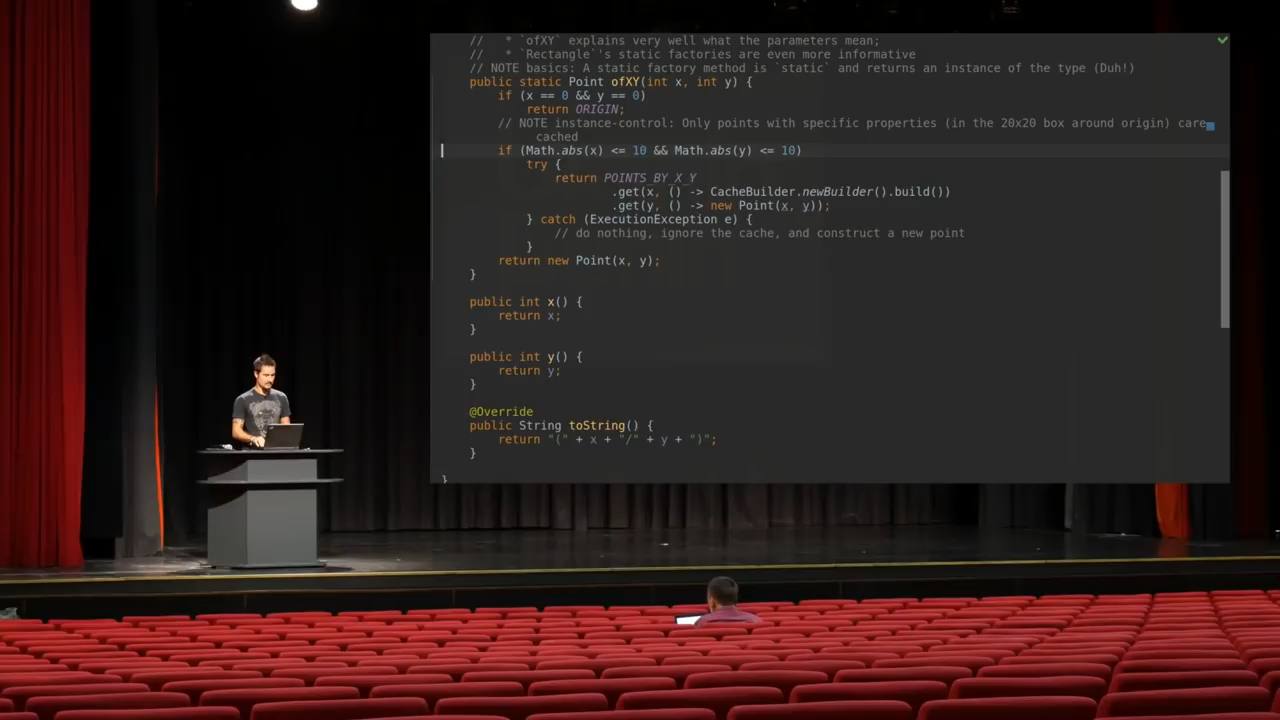 //   * `ofXY` explains very well what the parameters mean;
//   * `Rectangle`'s static factories are even more informative
// NOTE basics: A static factory method is `static` and returns an instance of the type (Duh!)
public static Point ofXY(int x, int y) {
if (x == 0 && y == 0)
return ORIGIN;
// NOTE instance-control: Only points with specific properties (in the 20x20 box around origin) care
cached
if (Math.abs(x) <= 10 && Math.abs(y) <= 10)
try {
return POINTS_BY_X_Y
.get(x, () -> CacheBuilder.newBuilder().build())
.get(y, () -> new Point(x, y));
} catch (ExecutionException e) {
// do nothing, ignore the cache, and construct a new point
}
return new Point(x, y);
}
public int x() {
return x;
}
public int y() {
return y;
}
@Override
public String toString() {
return "(" + x + "/" + y + ")";
}
}